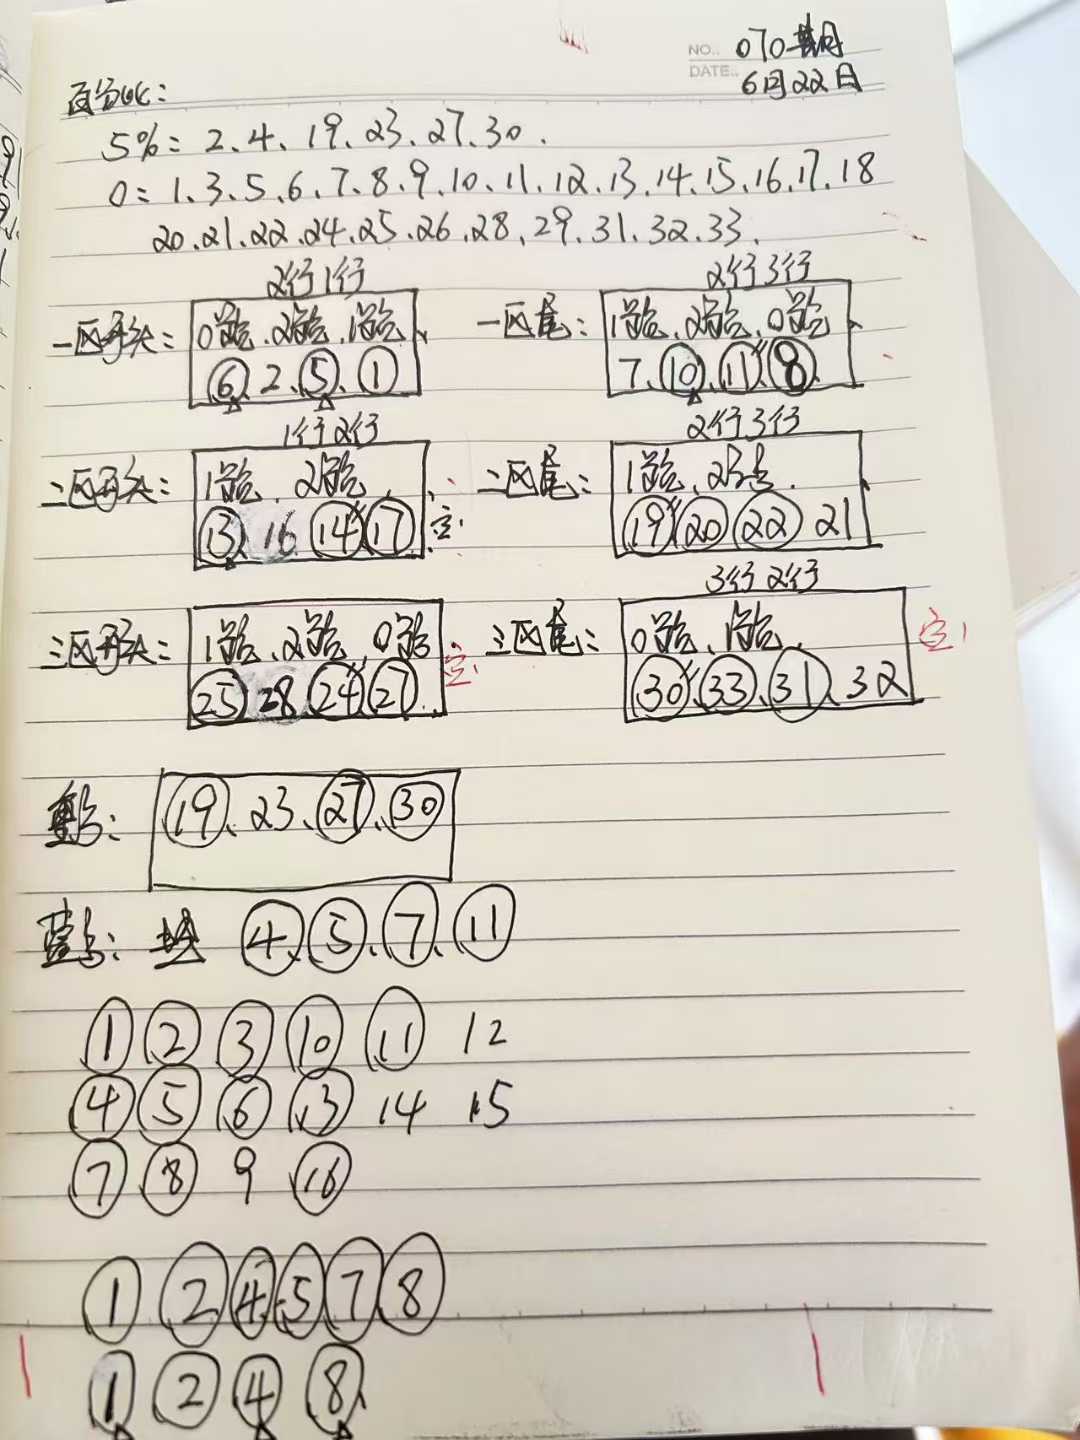 NO. 070期
DATE. 6月22日
百分比:
5%= 2、4、19、23、27、30.
0= 1、3、5、6、7、8、9、10、11、12、13、14、15、16、17、18
20、21、22、24、25、26、28、29、31、32、33、
2行1行 2行3行
一区龙头: 0路、2路、1路、 一区尾: 1路、2路、0路、
6、2、5、1 7、10、11、8
1行2行 2行3行
二区龙头: 1路、2路、 二区尾: 1路、2路.
13、16、14、17 空! 19、20、22 21
3行2行
三区龙头: 1路、2路、0路. 空! 三区尾: 0路、1路、 空!
25、28、24、27. 30、33、31、32
重号: 19、23、27、30
蓝号: 4、5、7、11
1 2 3 10 11 12
4 5 6 13 14 15
7 8 9 16
1 2 4 5 7 8
1 2 4 8